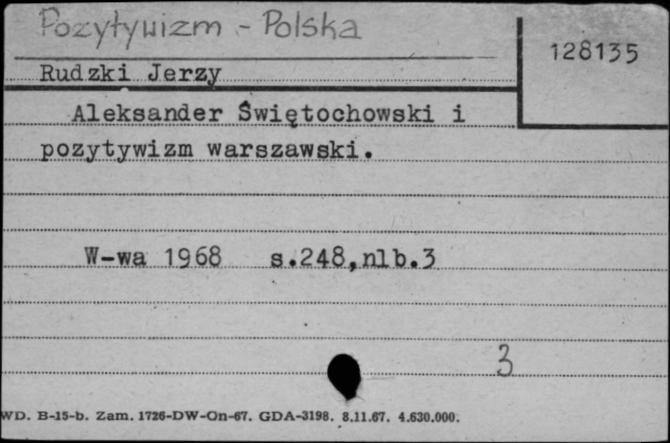 Pozytywizm - Polska
128135
Rudzki Jerzy
Aleksander Świętochowski i
pozytywizm warszawski.
W-wa 1968 s.248,nlb.3
3
WD. B-15-b. Zam. 1726-DW-On-67. GDA-3198. 8.11.67. 4.630.000.